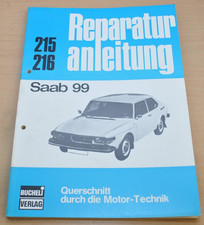 Reparatur
215
216
anleitung
Saab 99
Querschnitt
durch die Motor-Technik
BUCHELI
VERLAG